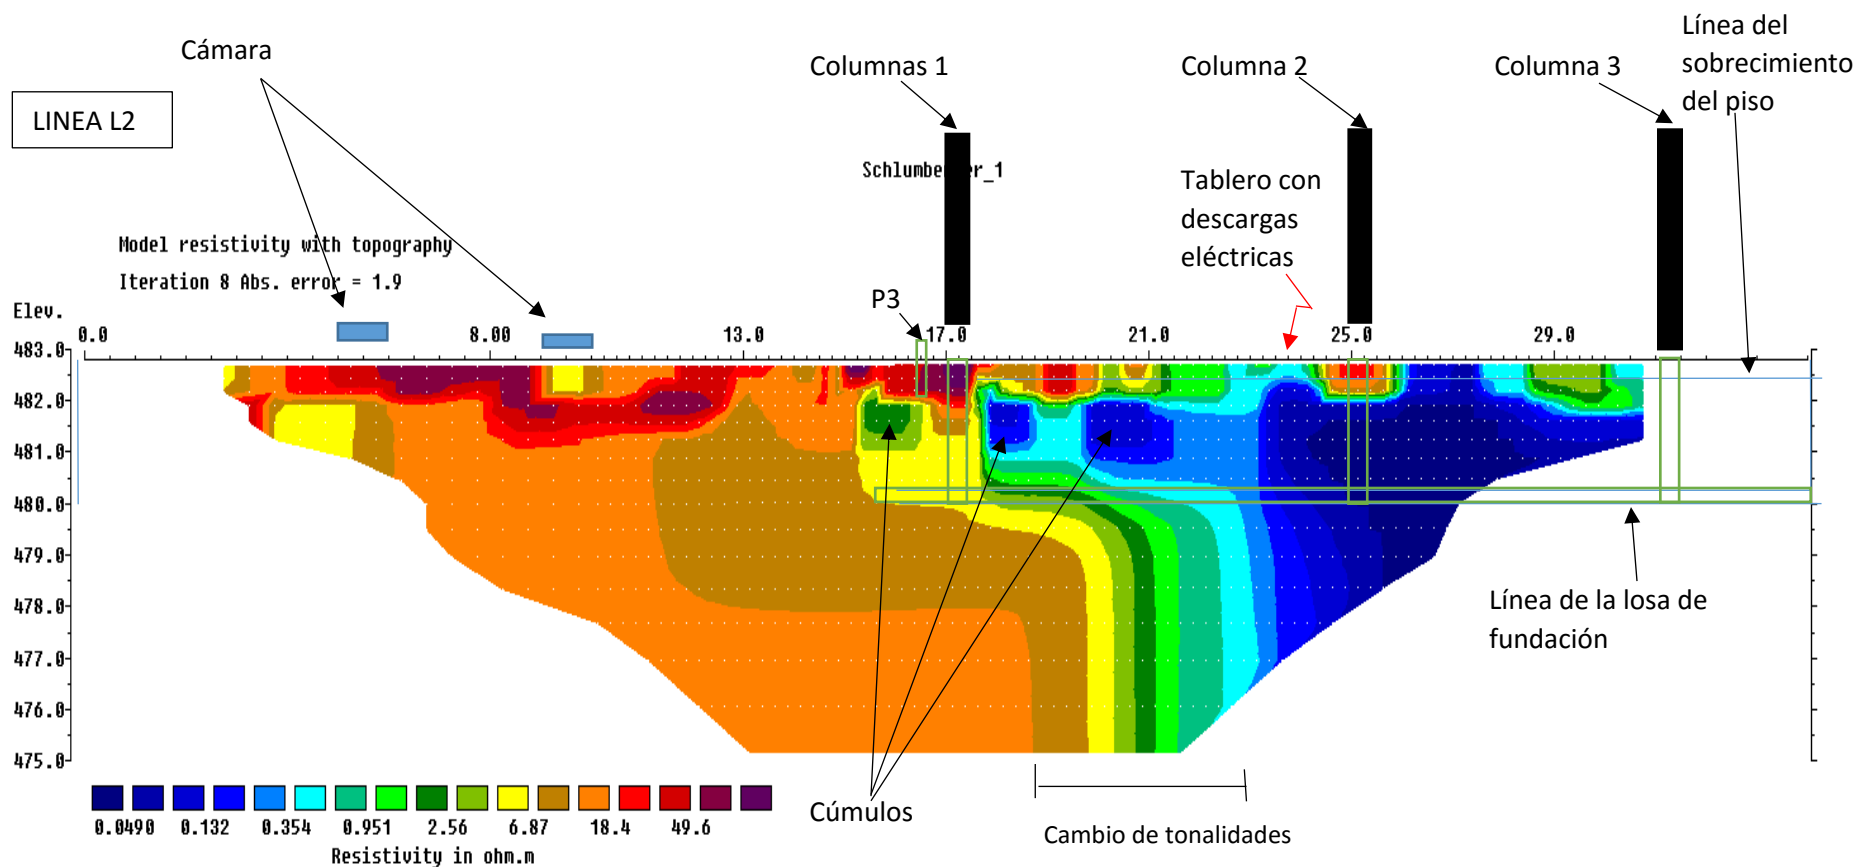 Línea del
sobrecimiento
del piso
Cámara
Columnas 1
Columna 2
Columna 3
LINEA L2
Schlumberger_1
Tablero con
descargas
eléctricas
Model resistivity with topography
Iteration 8 Abs. error = 1.9
P3
Elev.
0.0 8.00 13.0 17.0 21.0 25.0 29.0
483.0
482.0
481.0
480.0
479.0
478.0
477.0
476.0
475.0
Línea de la losa de
fundación
Cúmulos
Cambio de tonalidades
0.0490 0.132 0.354 0.951 2.56 6.87 18.4 49.6
Resistivity in ohm.m